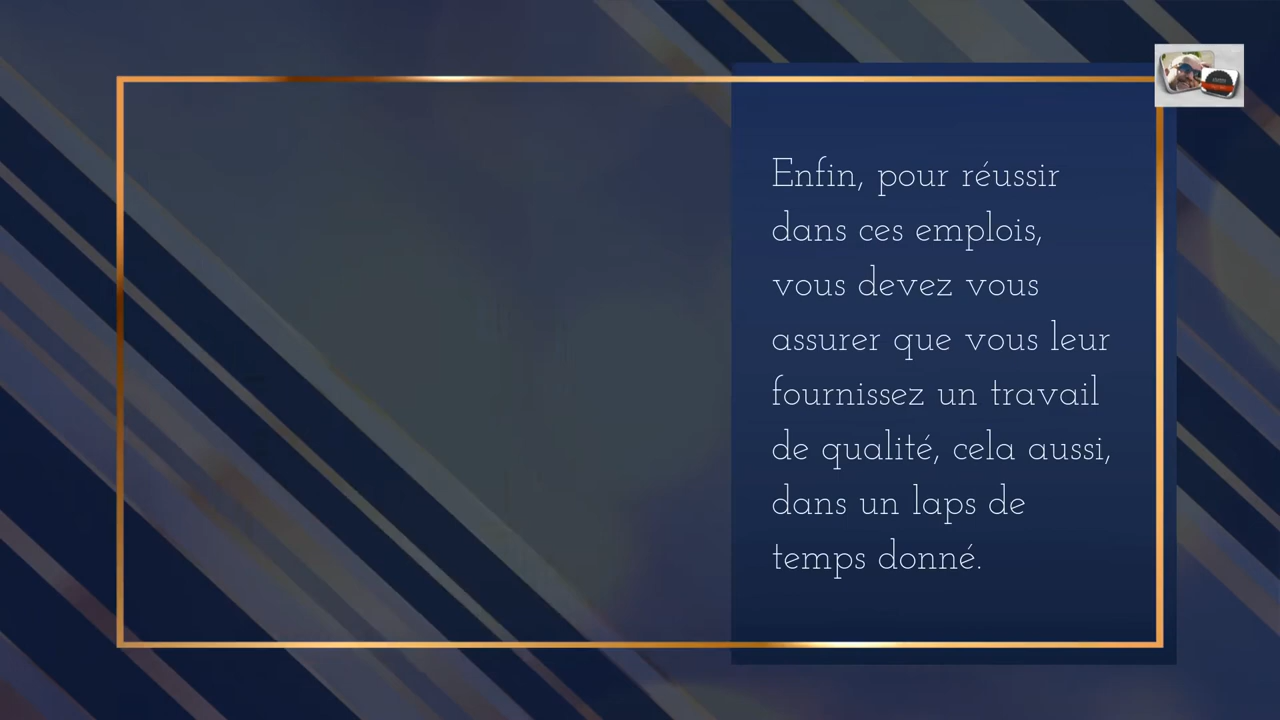 Enfin, pour réussir
dans ces emplois,
vous devez vous
assurer que vous leur
fournissez un travail
de qualité, cela aussi,
dans un laps de
temps donné.